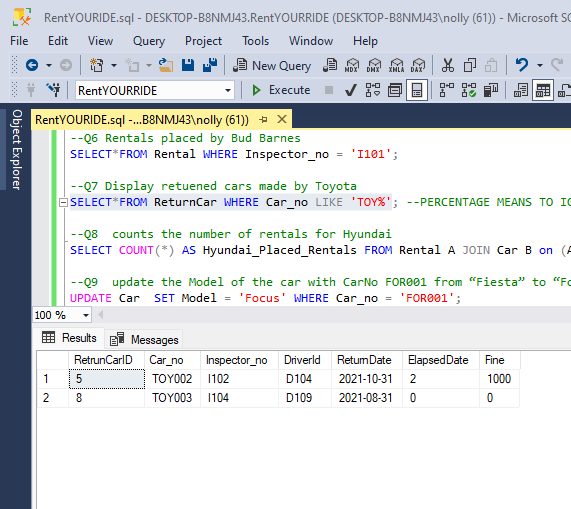 RentYOURIDE.sql - DESKTOP-B8NMJ43.RentYOURRIDE (DESKTOP-B8NMJ43\nolly (61)) - Microsoft SC
File Edit View Query Project Tools Window Help
New Query MDX DMX XMLA DAX
RentYOURRIDE Execute
Object Explorer
RentYOURIDE.sql -...B8NMJ43\nolly (61))
--Q6 Rentals placed by Bud Barnes
SELECT*FROM Rental WHERE Inspector_no = 'I101';
--Q7 Display retuened cars made by Toyota
SELECT*FROM ReturnCar WHERE Car_no LIKE 'TOY%'; --PERCENTAGE MEANS TO IG
--Q8  counts the number of rentals for Hyundai
SELECT COUNT(*) AS Hyundai_Placed_Rentals FROM Rental A JOIN Car B on (A
--Q9  update the Model of the car with CarNo FOR001 from “Fiesta” to “Fo
UPDATE Car  SET Model = 'Focus' WHERE Car_no = 'FOR001';
100 %
Results Messages
RetrunCarID Car_no Inspector_no DriverId ReturnDate ElapsedDate Fine
1 5 TOY002 I102 D104 2021-10-31 2 1000
2 8 TOY003 I104 D109 2021-08-31 0 0